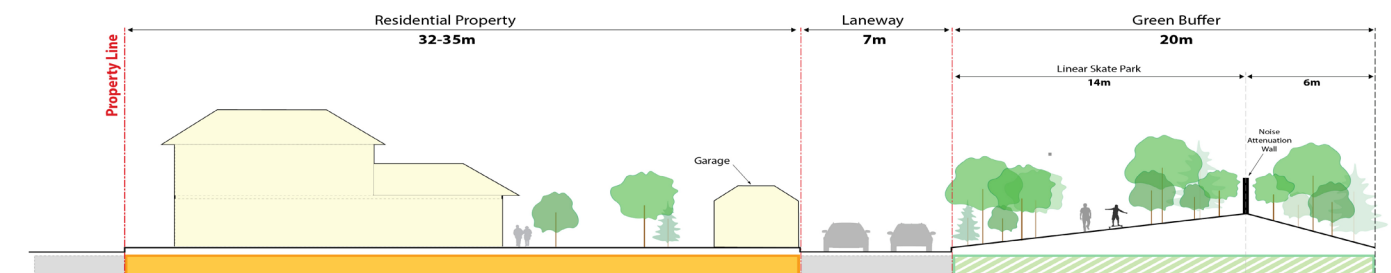 Residential Property
32-35m
Laneway
7m
Green Buffer
20m
Linear Skate Park
14m
6m
Property Line
Garage
Noise
Attenuation
Wall